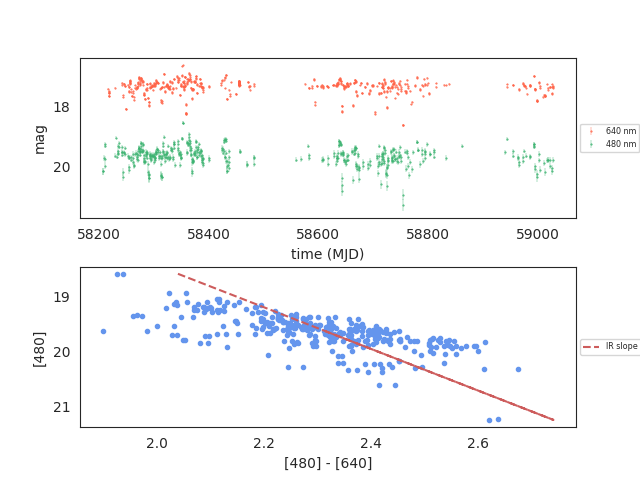 mag
18
20
58200
58400
58600
58800
59000
time (MJD)
640 nm
480 nm
[480]
19
20
21
2.0
2.2
2.4
2.6
[480] - [640]
IR slope